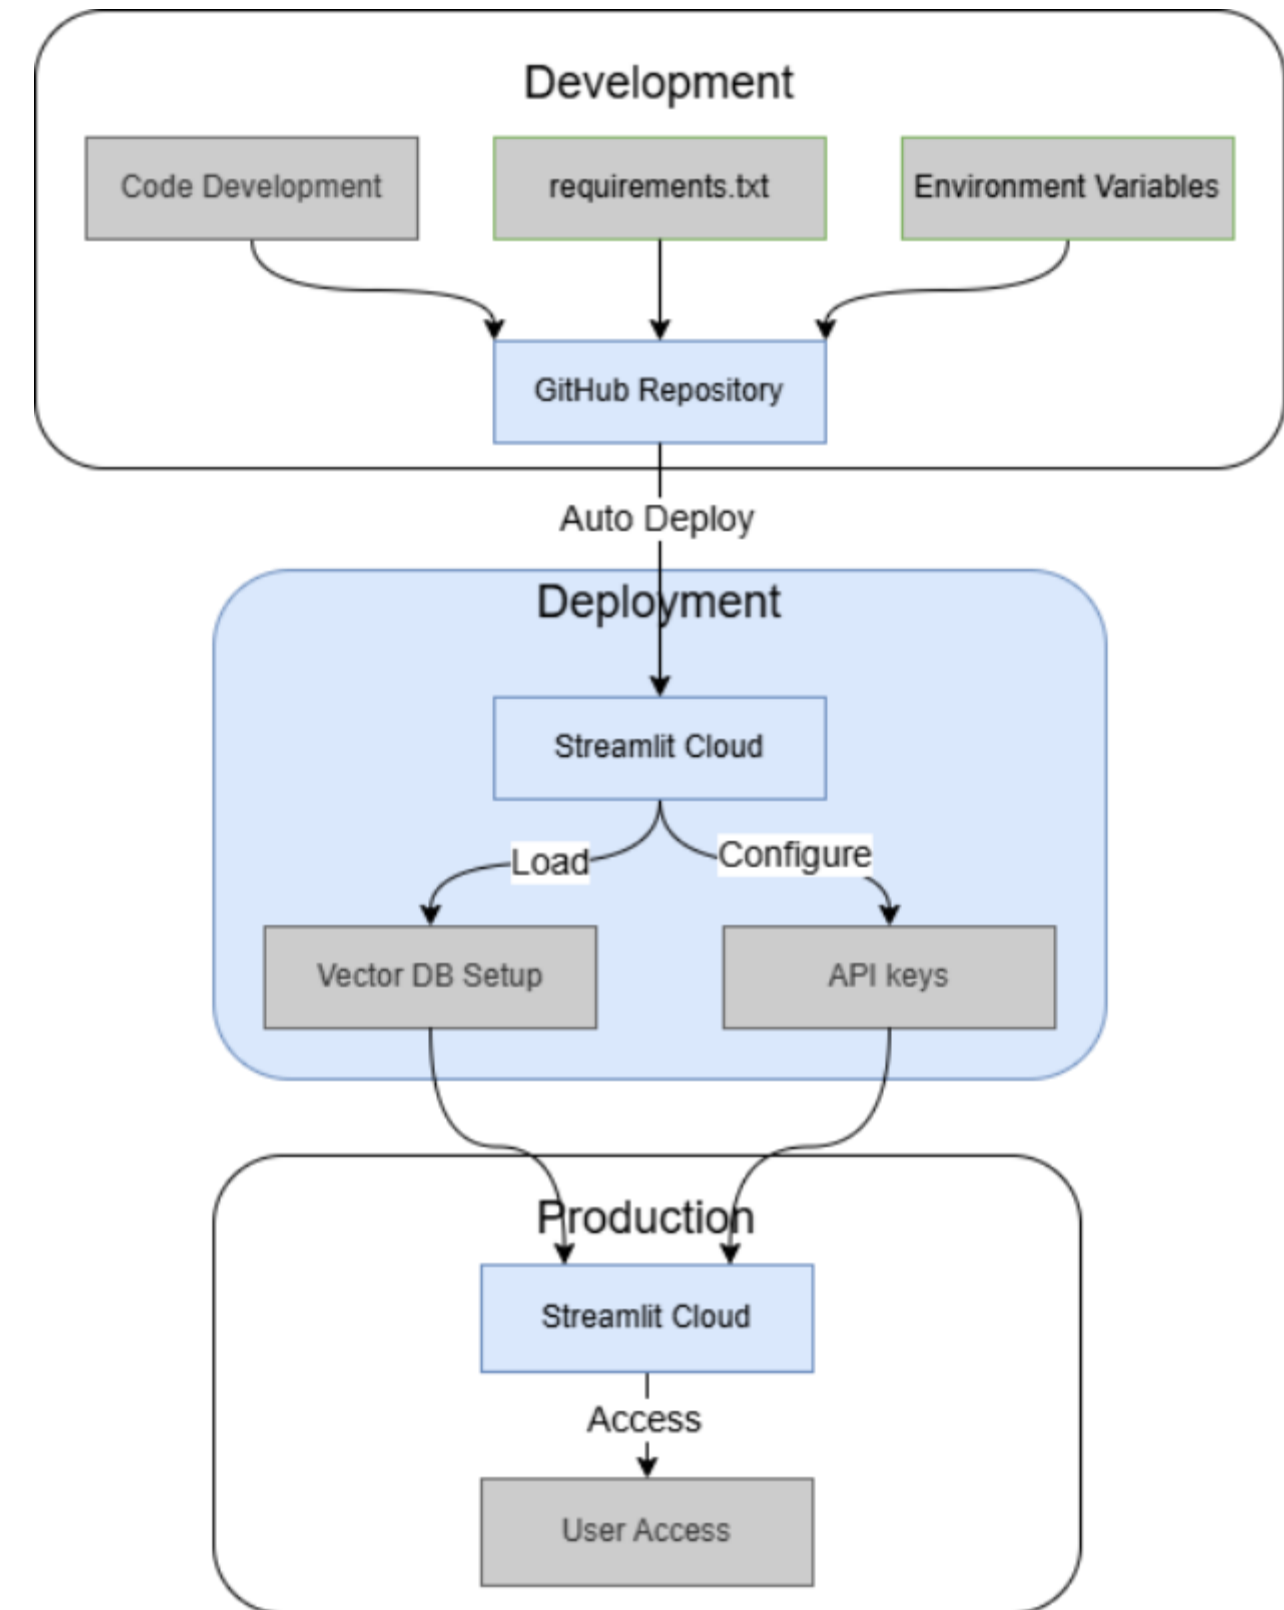 Development
Code Development
requirements.txt
Environment Variables
GitHub Repository
Auto Deploy
Deployment
Streamlit Cloud
Load
Configure
Vector DB Setup
API keys
Production
Streamlit Cloud
Access
User Access